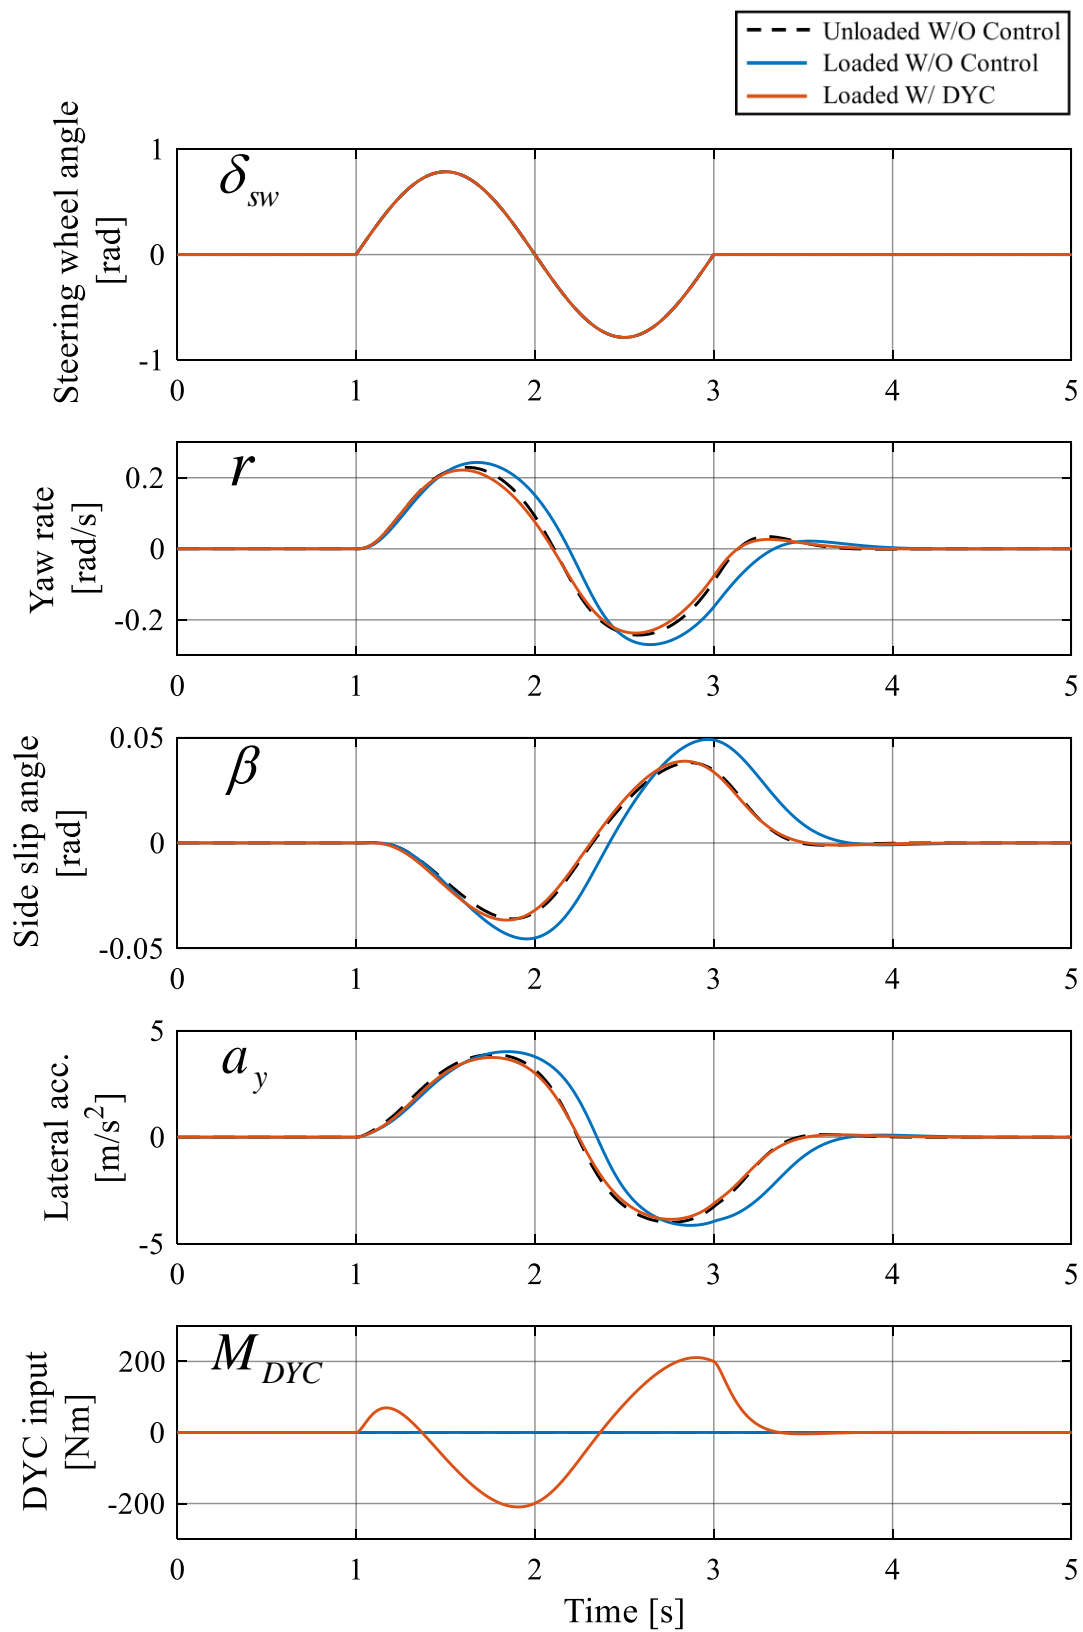 Unloaded W/O Control
Loaded W/O Control
Loaded W/ DYC
Steering wheel angle
[rad]
δsw
1
0
-1
0 1 2 3 4 5
Yaw rate
[rad/s]
r
0.2
0
-0.2
0 1 2 3 4 5
Side slip angle
[rad]
β
0.05
0
-0.05
0 1 2 3 4 5
Lateral acc.
[m/s²]
ay
5
0
-5
0 1 2 3 4 5
DYC input
[Nm]
MDYC
200
0
-200
0 1 2 3 4 5
Time [s]